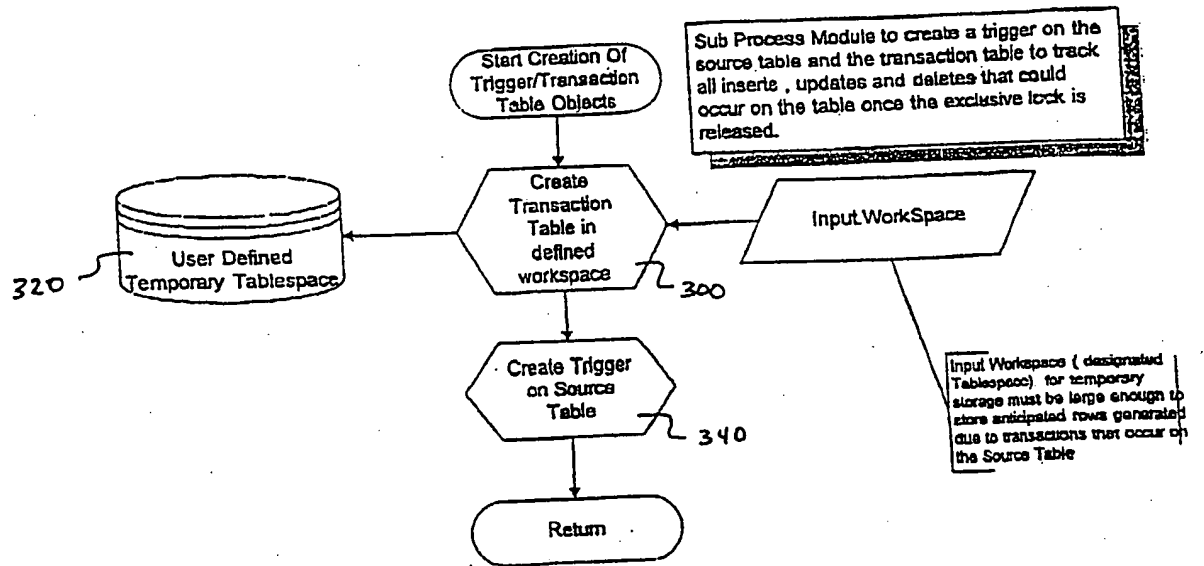 Start Creation Of
Trigger/Transaction
Table Objects
Sub Process Module to create a trigger on the
source table and the transaction table to track
all inserts , updates and deletes that could
occur on the table once the exclusive lock is
released.
Create
Transaction
Table in
defined
workspace
300
Input.WorkSpace
User Defined
Temporary Tablespace
320
Create Trigger
on Source
Table
340
Input Workspace ( designated
Tablespace) for temporary
storage must be large enough to
store anticipated rows generated
due to transactions that occur on
the Source Table
Return